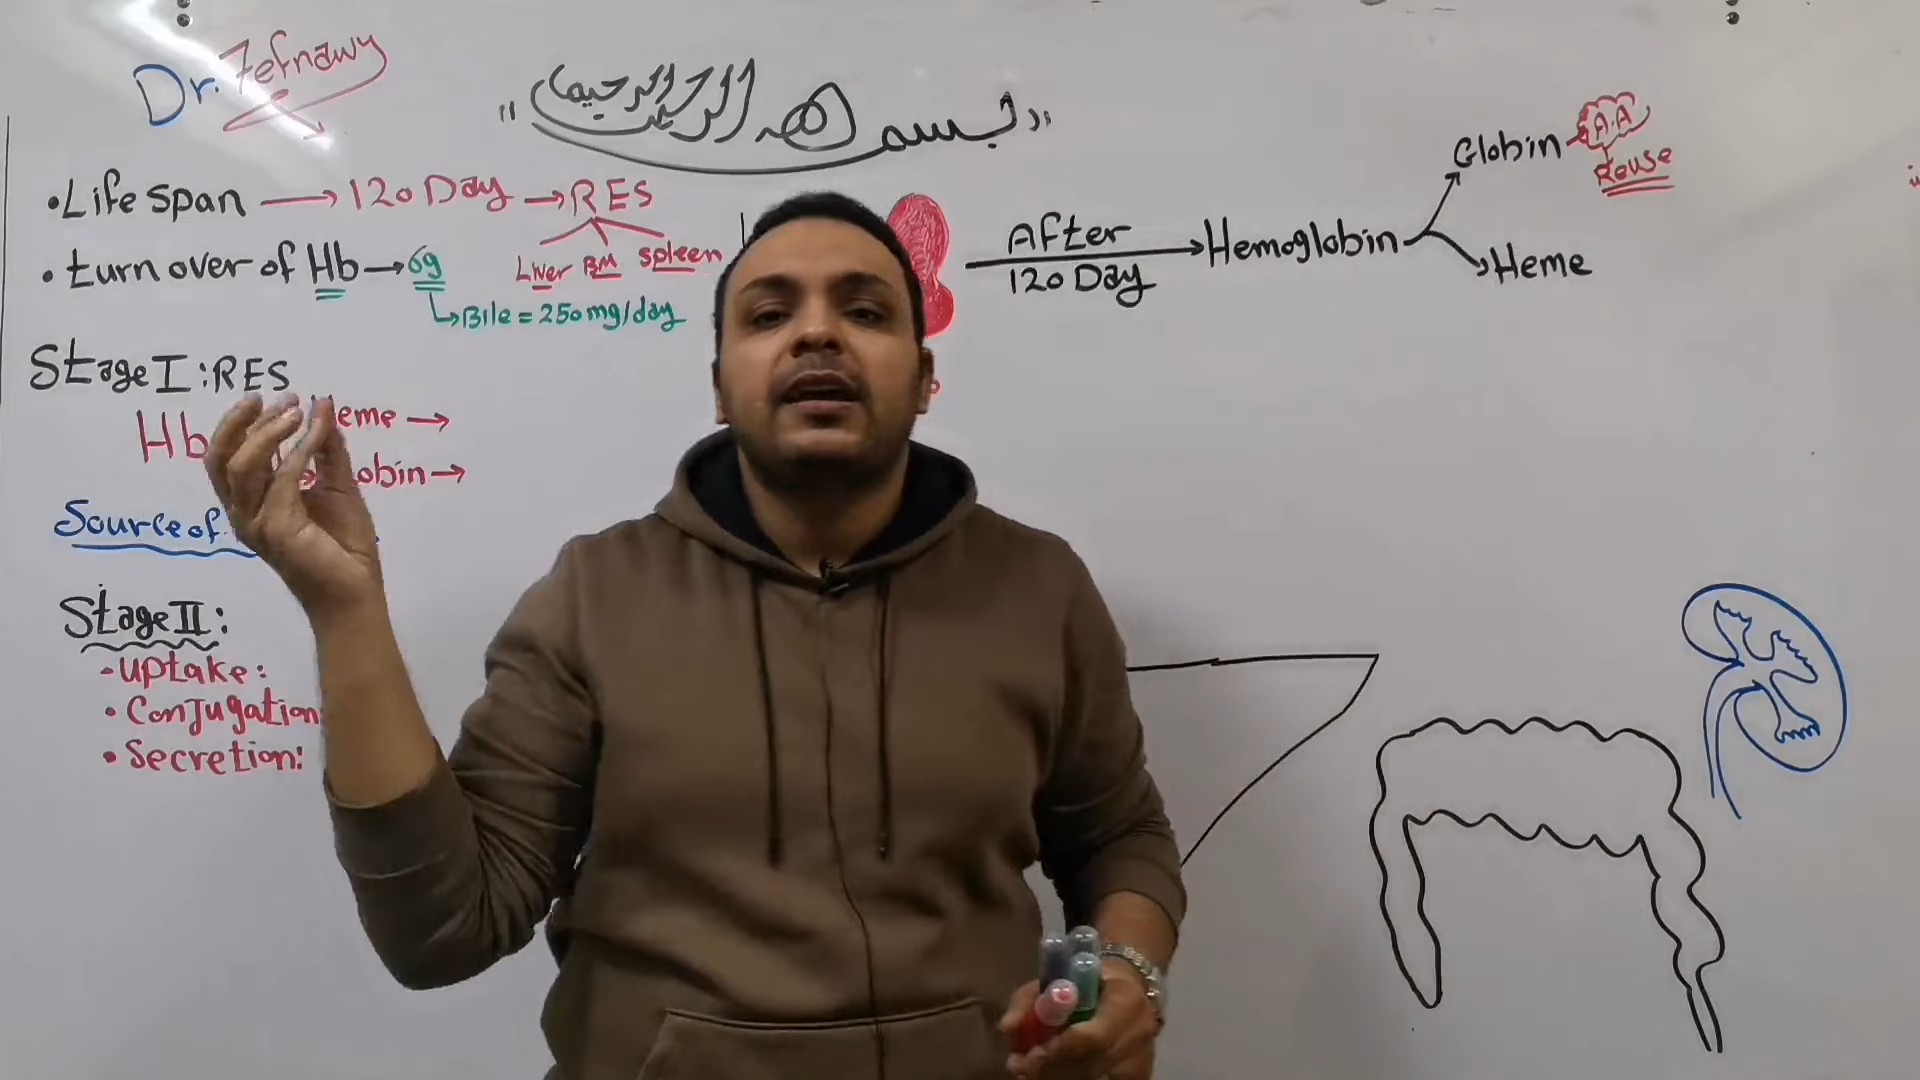 Dr. Zefnawy
"بسم الله الرحمن الرحيم"
• Life span → 120 Day → RES
Liver BM spleen
• turn over of Hb → 6g
↳ Bile = 250 mg/day
Stage I : RES
Hb
Heme →
obin →
Source of
Stage II :
- uptake:
• Conjugation
• Secretion:
After
120 Day
→ Hemoglobin
Globin
A.A
Reuse
Heme